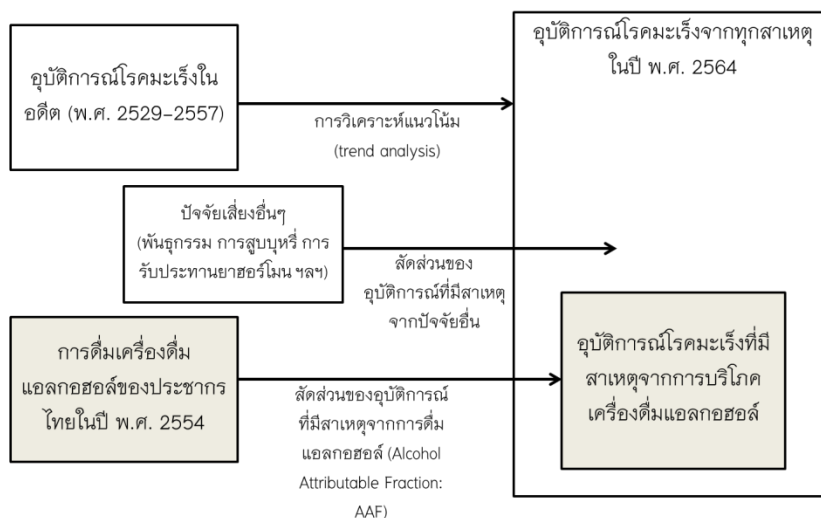 อุบัติการณ์โรคมะเร็งใน
อดีต (พ.ศ. 2529-2557)
การวิเคราะห์แนวโน้ม
(trend analysis)
อุบัติการณ์โรคมะเร็งจากทุกสาเหตุ
ในปี พ.ศ. 2564
ปัจจัยเสี่ยงอื่นๆ
(พันธุกรรม การสูบบุหรี่ การ
รับประทานยาฮอร์โมน ฯลฯ)
สัดส่วนของ
อุบัติการณ์ที่มีสาเหตุ
จากปัจจัยอื่น
การดื่มเครื่องดื่ม
แอลกอฮอล์ของประชากร
ไทยในปี พ.ศ. 2554
สัดส่วนของอุบัติการณ์
ที่มีสาเหตุจากการดื่ม
แอลกอฮอล์ (Alcohol
Attributable Fraction:
AAF)
อุบัติการณ์โรคมะเร็งที่มี
สาเหตุจากการบริโภค
เครื่องดื่มแอลกอฮอล์